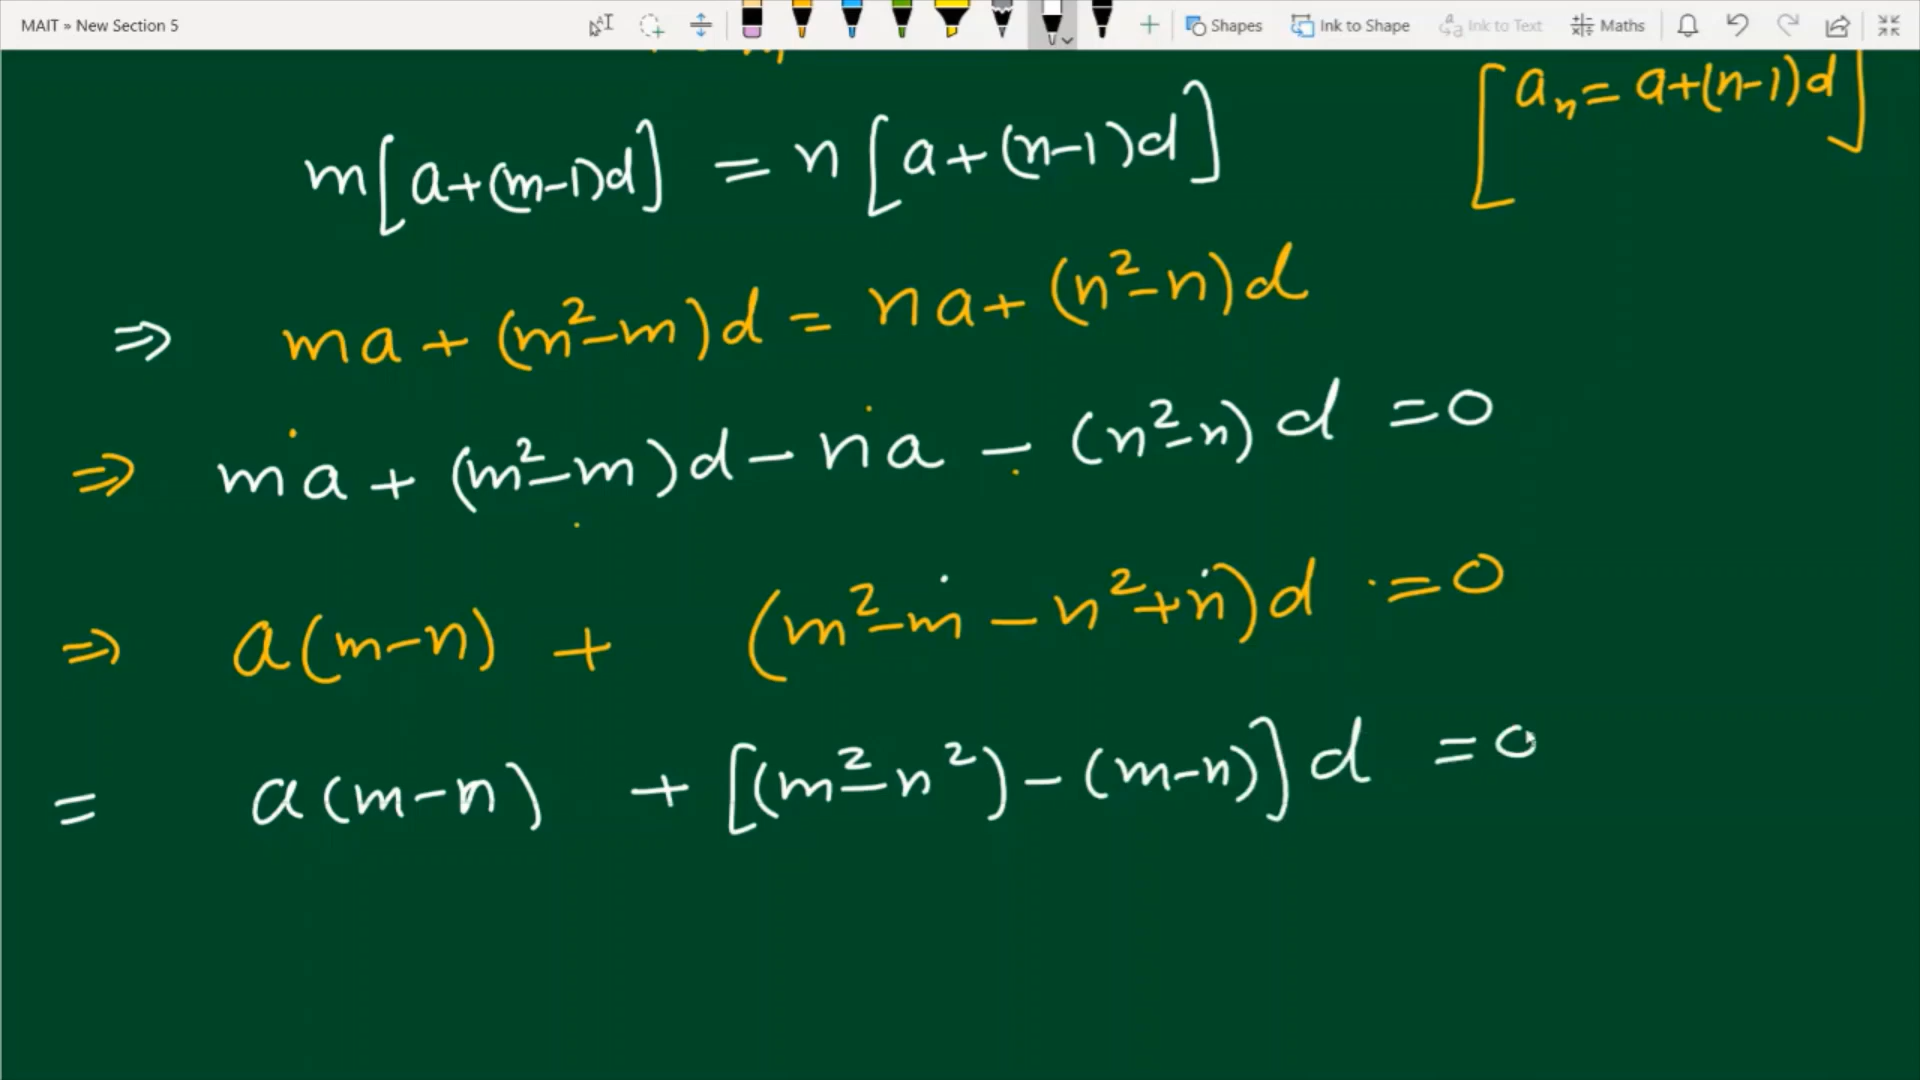 MAIT » New Section 5 Shapes Ink to Shape Ink to Text Maths
[aₙ = a+(n-1)d]
m[a+(m-1)d] = n[a+(n-1)d]
⇒ ma + (m²-m)d = na + (n²-n)d
⇒ ma + (m²-m)d - na - (n²-n)d = 0
⇒ a(m-n) + (m²-m-n²+n)d = 0
= a(m-n) + [(m²-n²)-(m-n)]d = 0